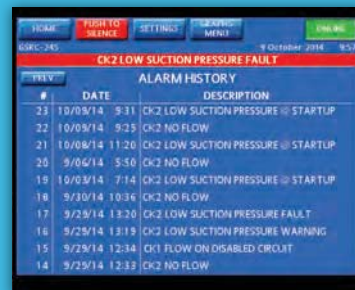 HOME
PUSH TO
SILENCE
SETTINGS
GRAPHS
MENU
ONLINE
GSRC-245
9 October 2014 9:57
CK2 LOW SUCTION PRESSURE FAULT
PREV
ALARM HISTORY
# DATE DESCRIPTION
23 10/09/14 9:31 CK2 LOW SUCTION PRESSURE @ STARTUP
22 10/09/14 9:25 CK2 NO FLOW
21 10/08/14 11:20 CK2 LOW SUCTION PRESSURE @ STARTUP
20 9/06/14 5:50 CK2 NO FLOW
19 10/03/14 7:14 CK2 LOW SUCTION PRESSURE @ STARTUP
18 9/30/14 10:36 CK2 NO FLOW
17 9/29/14 13:20 CK2 LOW SUCTION PRESSURE FAULT
16 9/29/14 13:19 CK2 LOW SUCTION PRESSURE WARNING
15 9/29/14 12:34 CK1 FLOW ON DISABLED CIRCUIT
14 9/29/14 12:33 CK2 NO FLOW